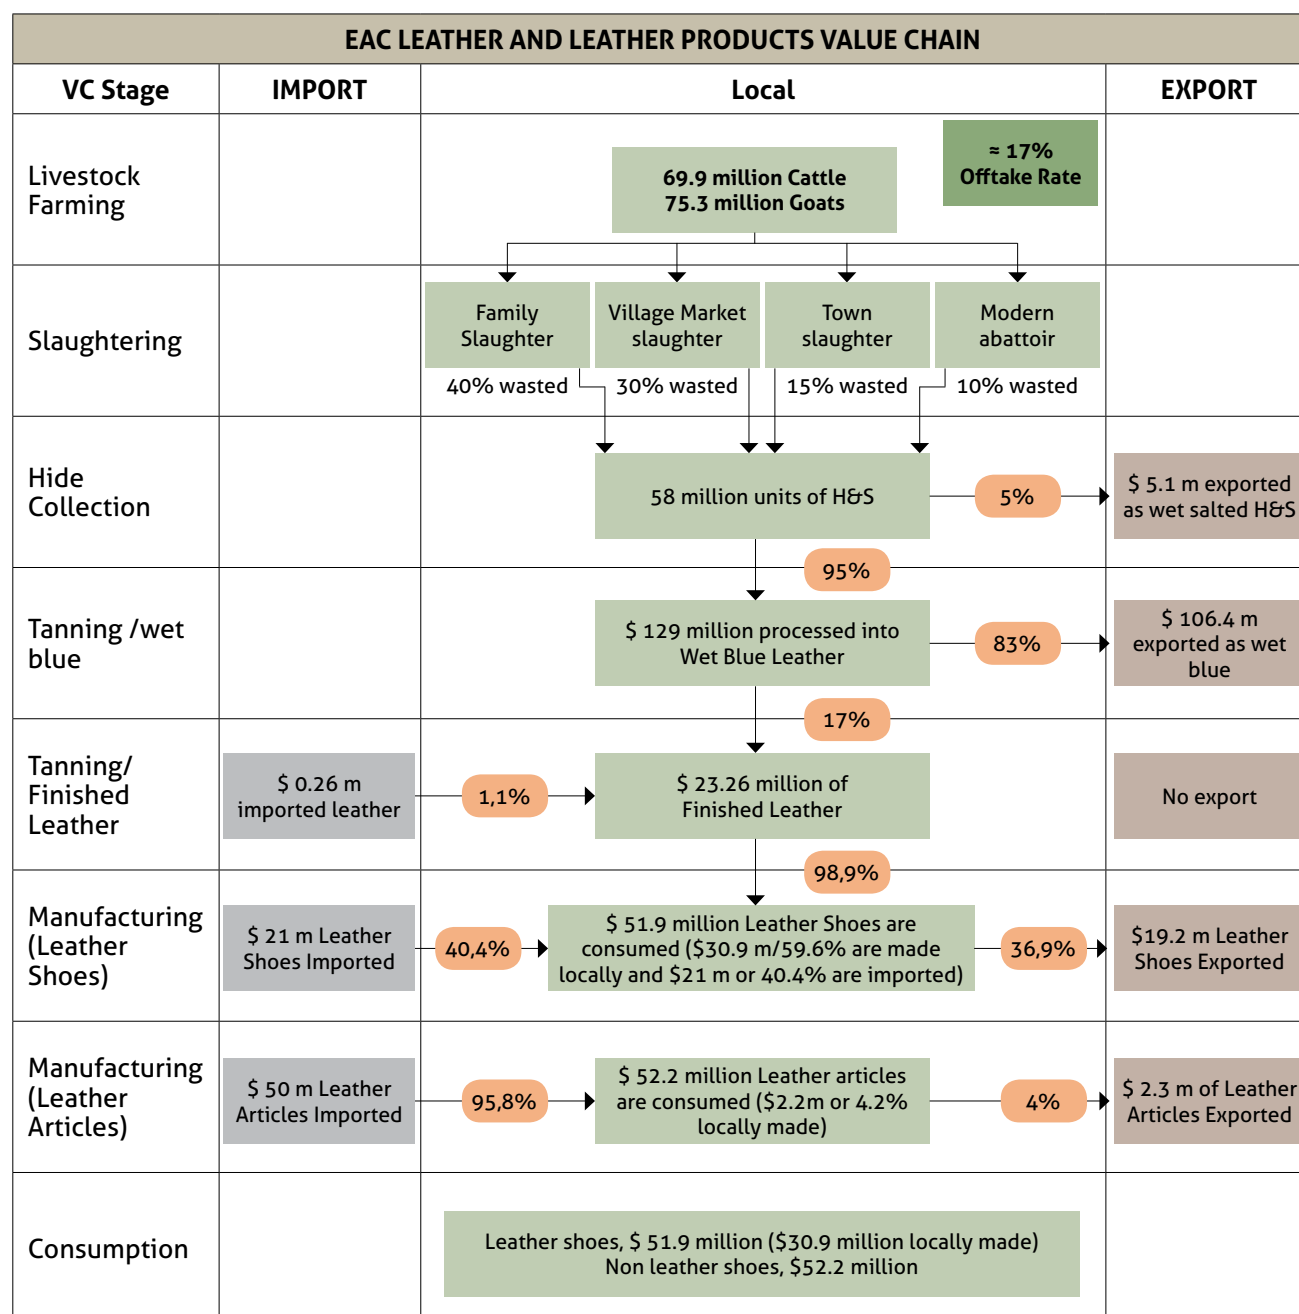 EAC LEATHER AND LEATHER PRODUCTS VALUE CHAIN
VC Stage
IMPORT
Local
EXPORT
Livestock
Farming
69.9 million Cattle
75.3 million Goats
≈ 17%
Offtake Rate
Slaughtering
Family
Slaughter
Village Market
slaughter
Town
slaughter
Modern
abattoir
40% wasted
30% wasted
15% wasted
10% wasted
Hide
Collection
58 million units of H&S
5%
$ 5.1 m exported
as wet salted H&S
95%
Tanning /wet
blue
$ 129 million processed into
Wet Blue Leather
83%
$ 106.4 m
exported as wet
blue
17%
Tanning/
Finished
Leather
$ 0.26 m
imported leather
1,1%
$ 23.26 million of
Finished Leather
No export
98,9%
Manufacturing
(Leather
Shoes)
$ 21 m Leather
Shoes Imported
40,4%
$ 51.9 million Leather Shoes are
consumed ($30.9 m/59.6% are made
locally and $21 m or 40.4% are imported)
36,9%
$19.2 m Leather
Shoes Exported
Manufacturing
(Leather
Articles)
$ 50 m Leather
Articles Imported
95,8%
$ 52.2 million Leather articles
are consumed ($2.2m or 4.2%
locally made)
4%
$ 2.3 m of Leather
Articles Exported
Consumption
Leather shoes, $ 51.9 million ($30.9 million locally made)
Non leather shoes, $52.2 million